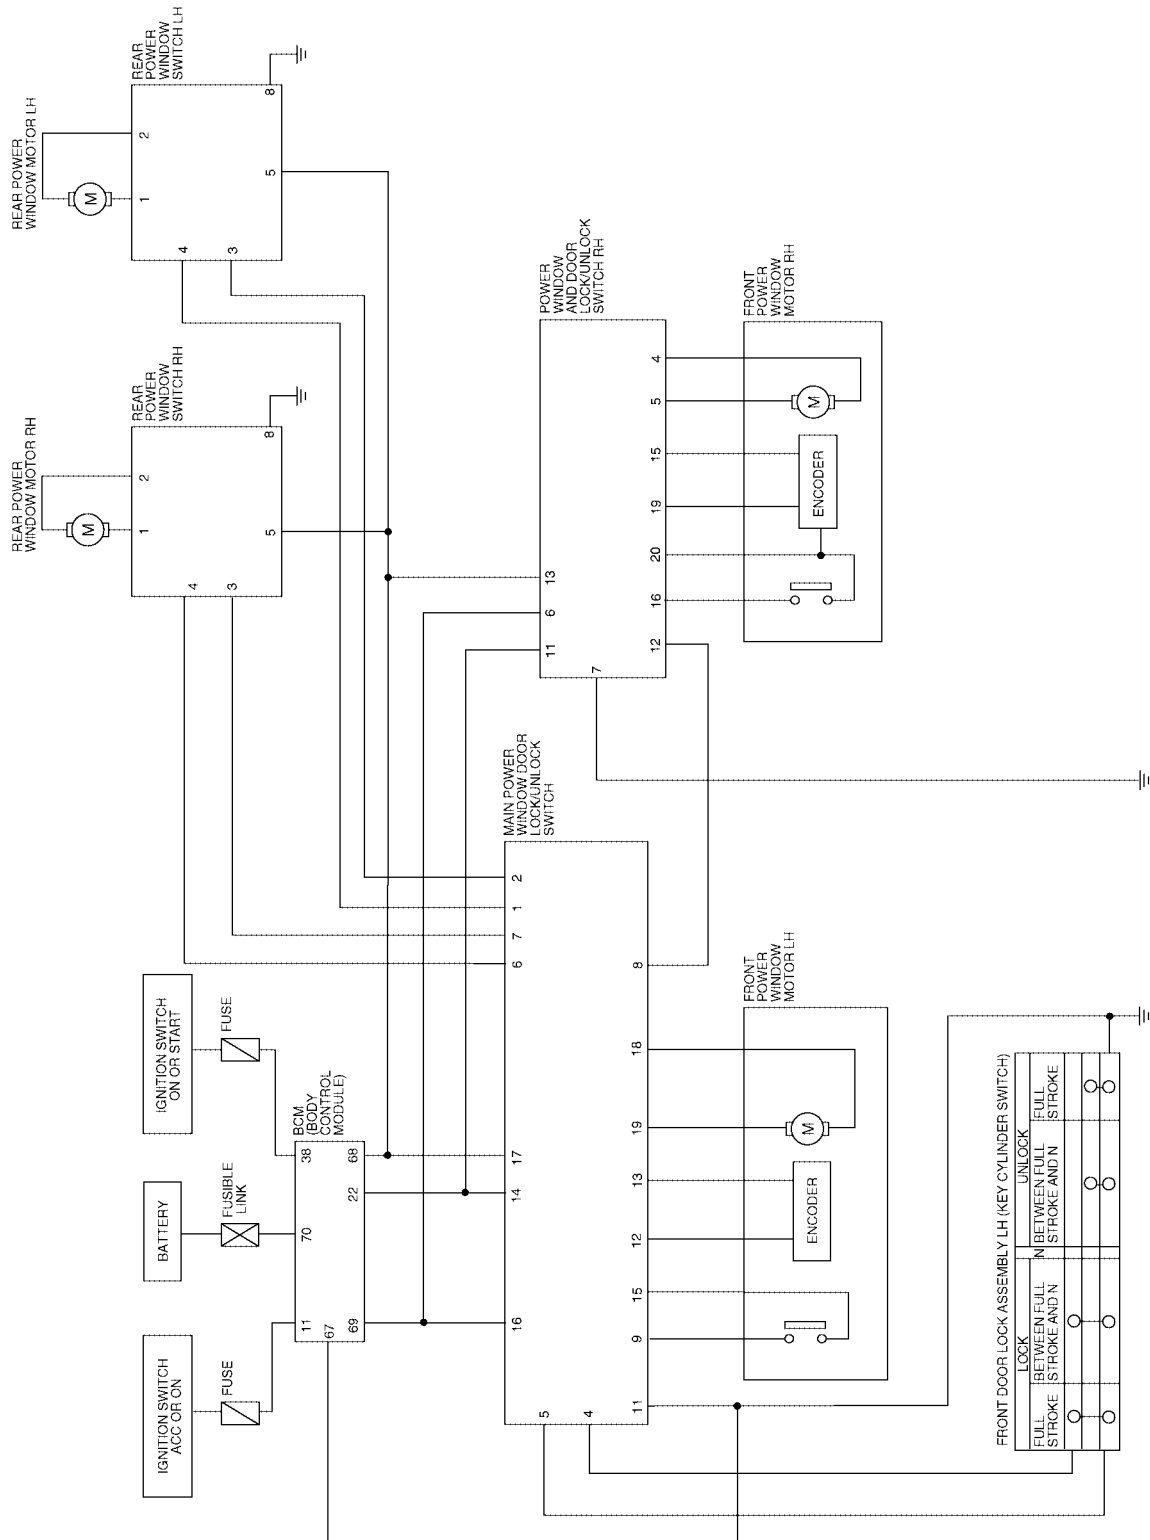 IGNITION SWITCH
ACC OR ON
FUSE
BATTERY
FUSIBLE
LINK
IGNITION SWITCH
ON OR START
FUSE
BCM
(BODY
CONTROL
MODULE)
11
70
38
67
69
22
68
REAR POWER
WINDOW MOTOR RH
M
1
2
REAR
POWER
WINDOW
SWITCH RH
4
3
5
8
REAR POWER
WINDOW MOTOR LH
M
1
2
REAR
POWER
WINDOW
SWITCH LH
4
3
5
8
MAIN POWER
WINDOW DOOR
LOCK/UNLOCK
SWITCH
16
14
17
6
7
1
2
5
4
11
9
15
12
13
19
18
8
POWER
WINDOW
AND DOOR
LOCK/UNLOCK
SWITCH RH
11
6
13
7
12
16
20
19
15
5
4
FRONT
POWER
WINDOW
MOTOR LH
ENCODER
M
FRONT
POWER
WINDOW
MOTOR RH
ENCODER
M
FRONT DOOR LOCK ASSEMBLY LH (KEY CYLINDER SWITCH)
LOCK
N
UNLOCK
FULL
STROKE
BETWEEN FULL
STROKE AND N
BETWEEN FULL
STROKE AND N
FULL
STROKE